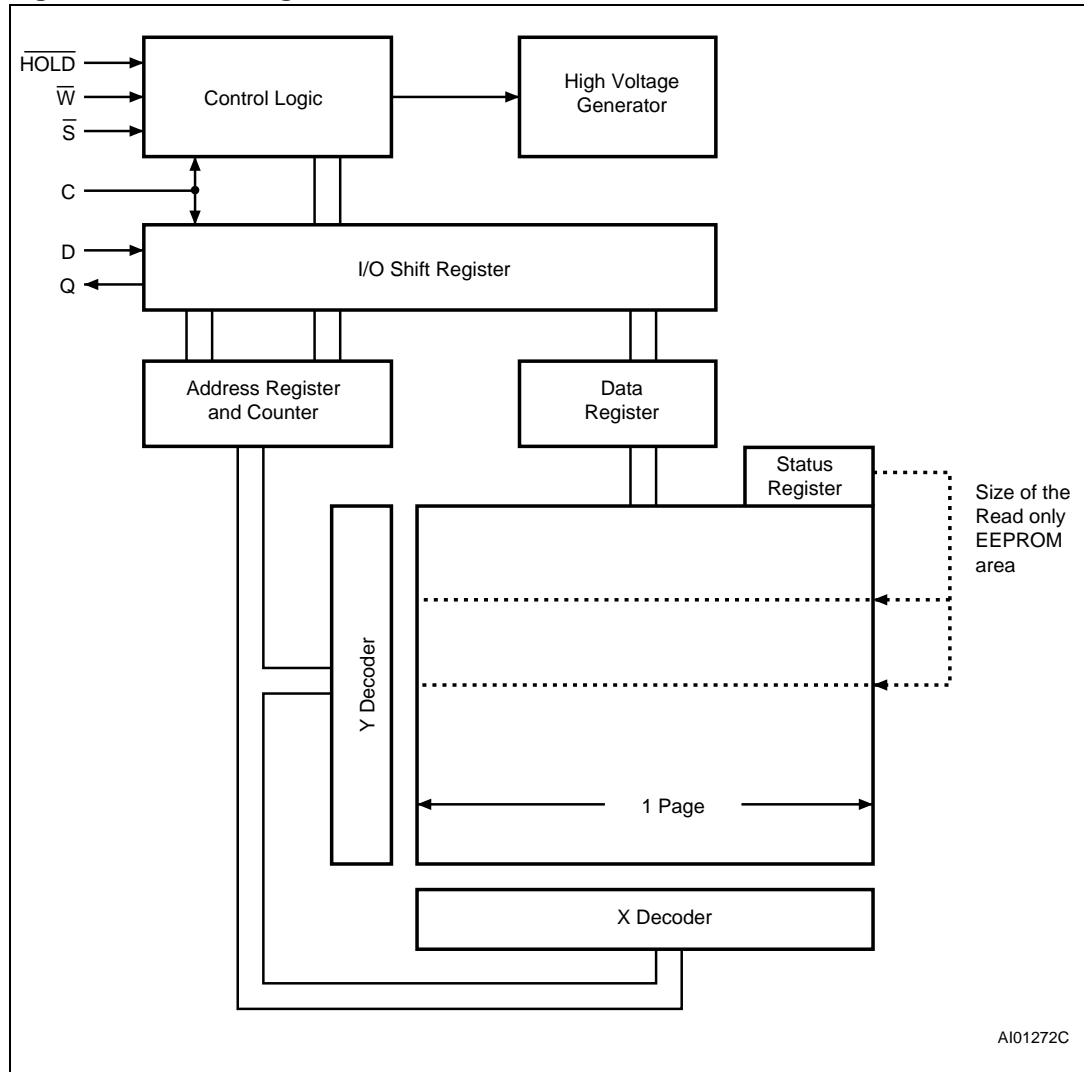 HOLD
W
S
C
D
Q
Control Logic
High Voltage
Generator
I/O Shift Register
Address Register
and Counter
Data
Register
Status
Register
Size of the
Read only
EEPROM
area
Y Decoder
1 Page
X Decoder
AI01272C